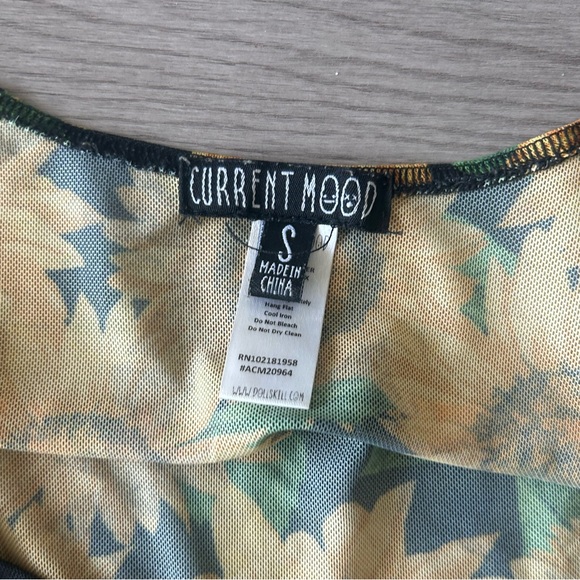 CURRENT MOOD
S
MADE IN
CHINA
Hang Flat
Cool Iron
Do Not Bleach
Do Not Dry Clean
RN102181958
#ACM20964
WWW.DOLLSKILL.COM